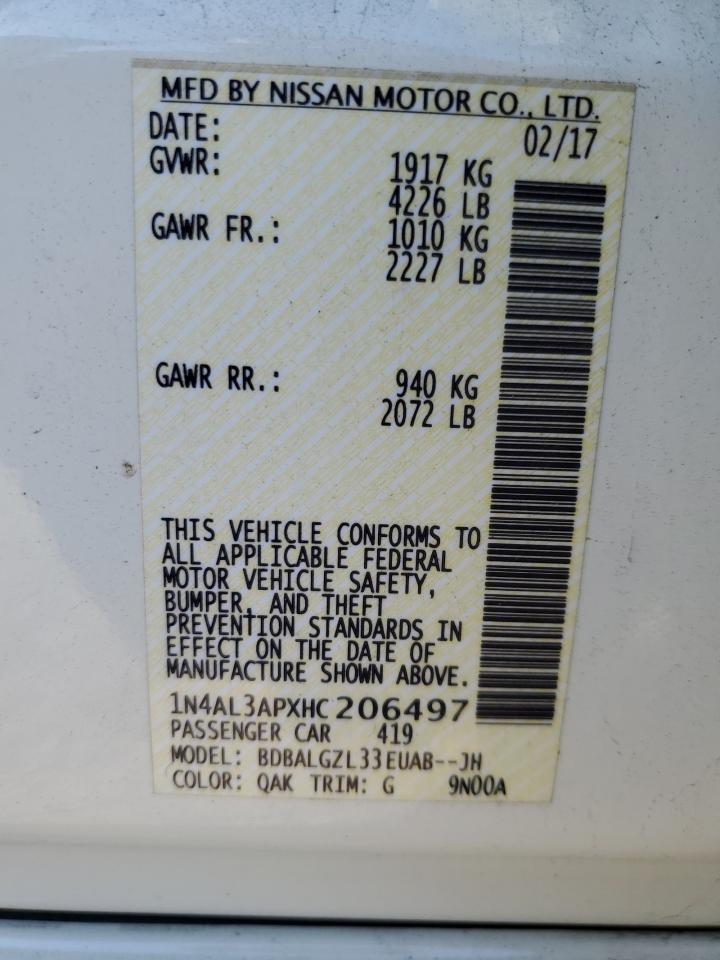 MFD BY NISSAN MOTOR CO., LTD.
DATE: 02/17
GVWR: 1917 KG
4226 LB
GAWR FR.: 1010 KG
2227 LB
GAWR RR.: 940 KG
2072 LB
THIS VEHICLE CONFORMS TO
ALL APPLICABLE FEDERAL
MOTOR VEHICLE SAFETY,
BUMPER, AND THEFT
PREVENTION STANDARDS IN
EFFECT ON THE DATE OF
MANUFACTURE SHOWN ABOVE.
1N4AL3APXHC206497
PASSENGER CAR 419
MODEL: BDBALGZL33EUAB--JH
COLOR: QAK TRIM: G 9N00A